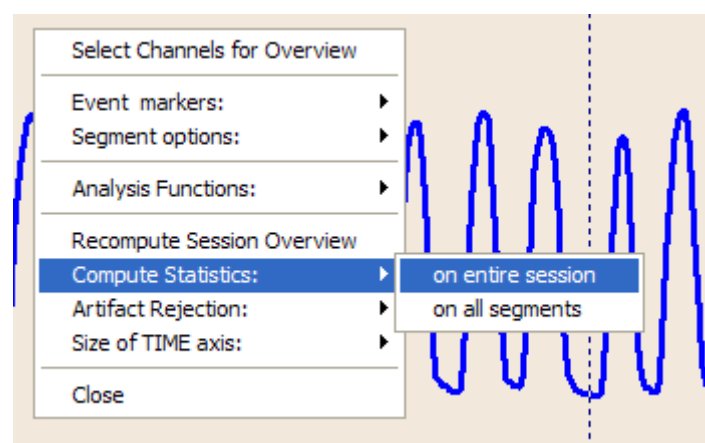 Select Channels for Overview
Event markers:
Segment options:
Analysis Functions:
Recompute Session Overview
Compute Statistics:
on entire session
Artifact Rejection:
on all segments
Size of TIME axis:
Close